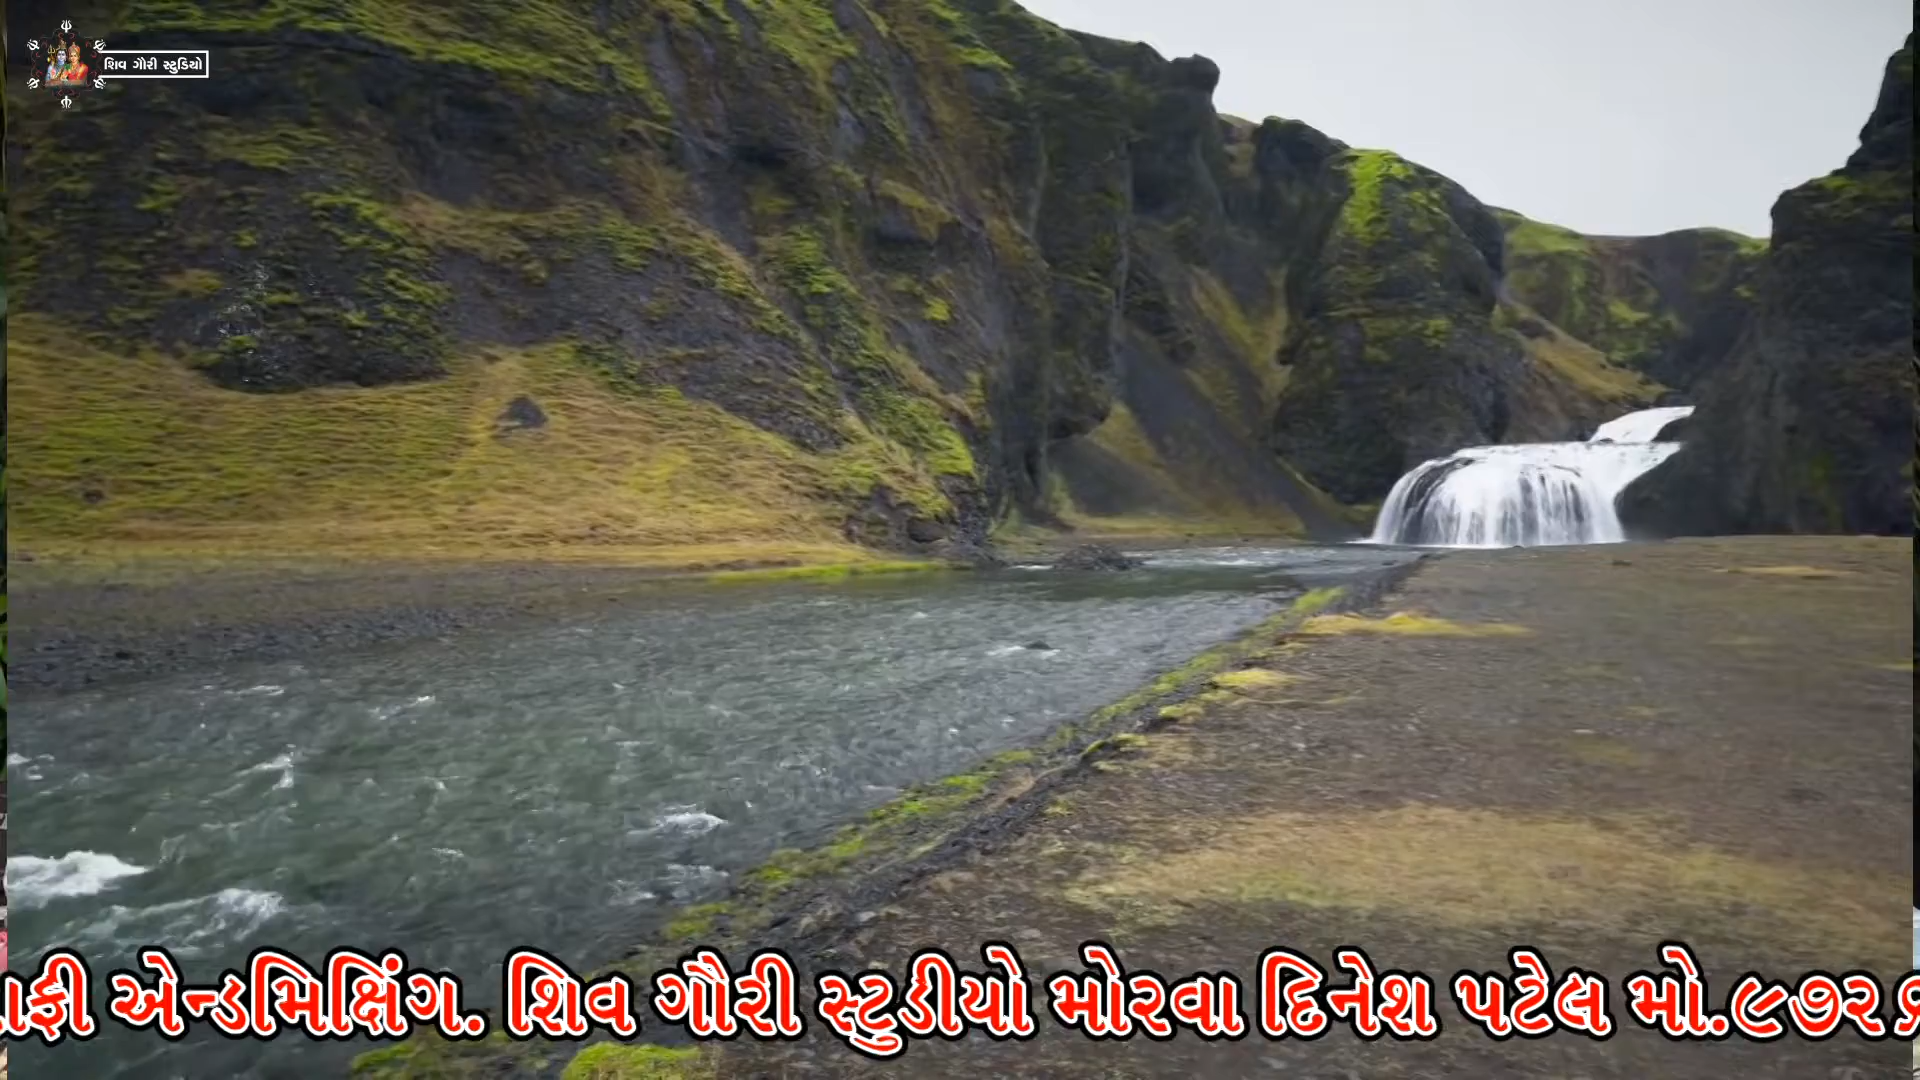 શિવ ગૌરી સ્ટુડિયો
એન્ડમિક્ષિંગ. શિવ ગૌરી સ્ટુડીયો મોરવા દિનેશ પટેલ મો.૯૭૨